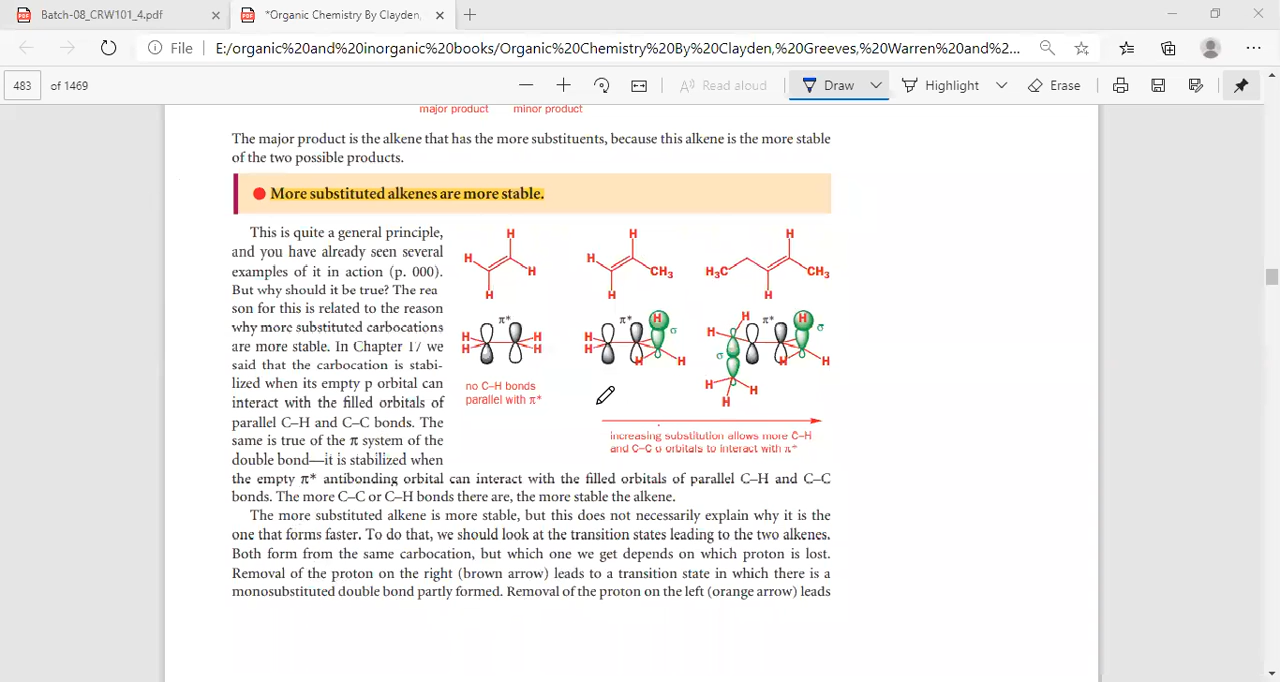 Batch-08_CRW101_4.pdf
*Organic Chemistry By Clayden,
File
E:/organic%20and%20inorganic%20books/Organic%20Chemistry%20By%20Clayden,%20Greeves,%20Warren%20and%2...
483 of 1469
Read aloud
Draw
Highlight
Erase
major product minor product
The major product is the alkene that has the more substituents, because this alkene is the more stable
of the two possible products.
More substituted alkenes are more stable.
This is quite a general principle,
and you have already seen several
examples of it in action (p. 000).
But why should it be true? The rea
son for this is related to the reason
why more substituted carbocations
are more stable. In Chapter 17 we
said that the carbocation is stabi-
lized when its empty p orbital can
interact with the filled orbitals of
parallel C–H and C–C bonds. The
same is true of the π system of the
double bond—it is stabilized when
the empty π* antibonding orbital can interact with the filled orbitals of parallel C–H and C–C
bonds. The more C–C or C–H bonds there are, the more stable the alkene.
H H H
H H
H
H H
CH3
H
H3C CH3
H
π* π* π*
H H
H H
H
H σ
H H H
H
H H
H σ
σ H H
H H
H
no C–H bonds
parallel with π*
increasing substitution allows more C–H
and C–C σ orbitals to interact with π*
The more substituted alkene is more stable, but this does not necessarily explain why it is the
one that forms faster. To do that, we should look at the transition states leading to the two alkenes.
Both form from the same carbocation, but which one we get depends on which proton is lost.
Removal of the proton on the right (brown arrow) leads to a transition state in which there is a
monosubstituted double bond partly formed. Removal of the proton on the left (orange arrow) leads